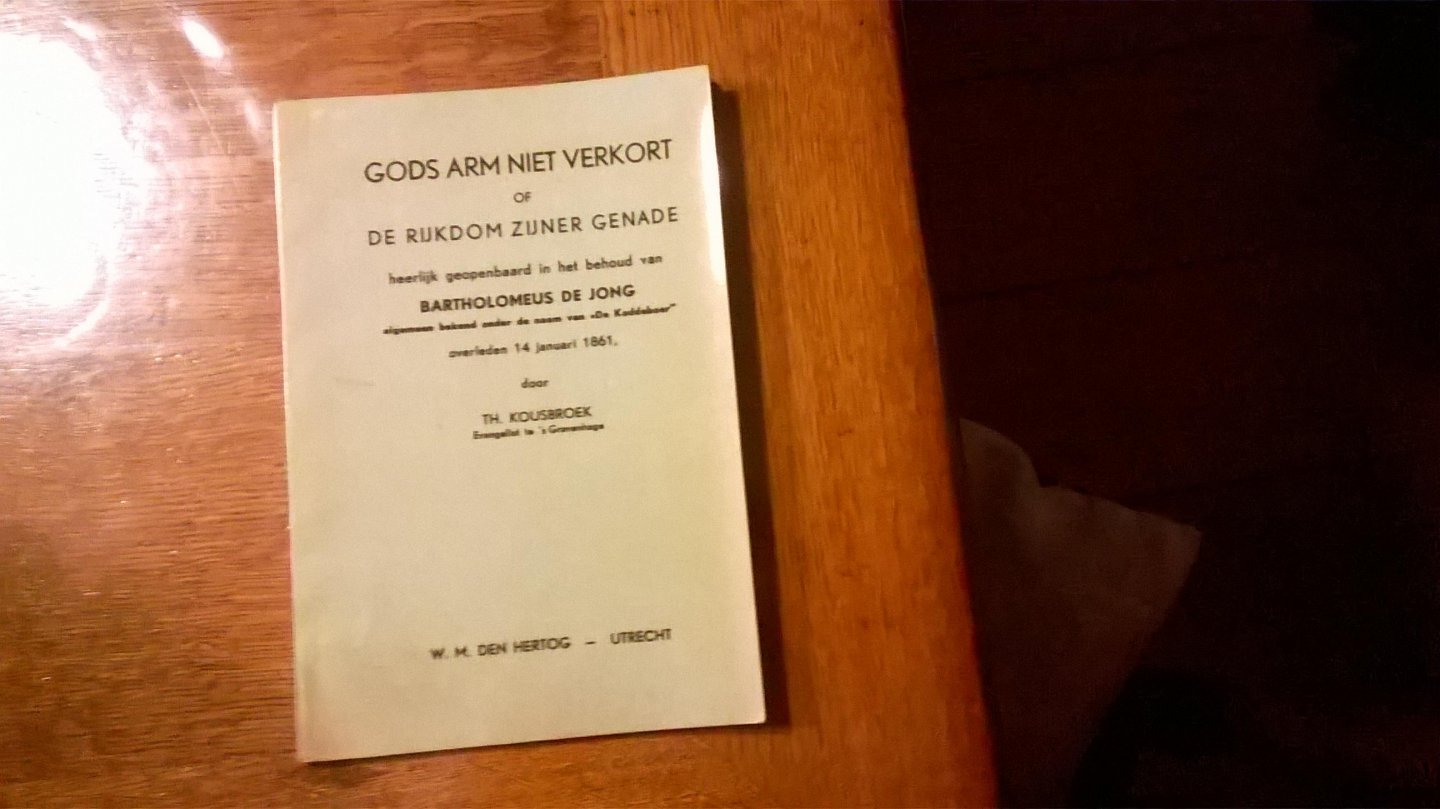 GODS ARM NIET VERKORT
OF
DE RIJKDOM ZIJNER GENADE
heerlijk geopenbaard in het behoud van
BARTHOLOMEUS DE JONG
algemeen bekend onder de naam van «De Kaddeboer”
overleden 14 januari 1861,
door
TH. KOUSBROEK
Evangelist te 's Gravenhage
W. M. DEN HERTOG – UTRECHT